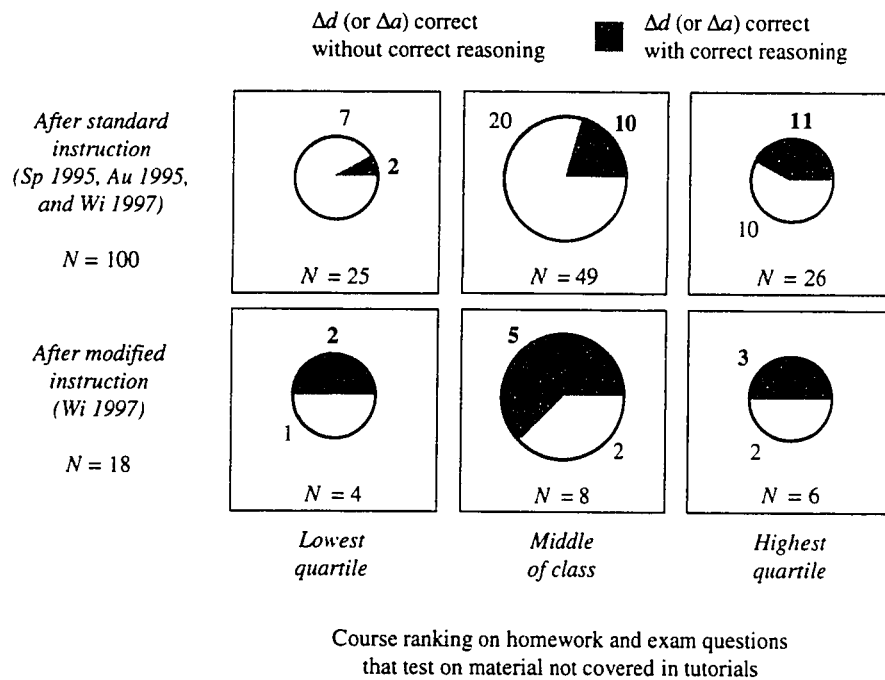 Δd (or Δa) correct
without correct reasoning
Δd (or Δa) correct
with correct reasoning
After standard
instruction
(Sp 1995, Au 1995,
and Wi 1997)
N = 100
7
2
N = 25
20
10
N = 49
11
10
N = 26
After modified
instruction
(Wi 1997)
N = 18
2
1
N = 4
5
2
N = 8
3
2
N = 6
Lowest
quartile
Middle
of class
Highest
quartile
Course ranking on homework and exam questions
that test on material not covered in tutorials